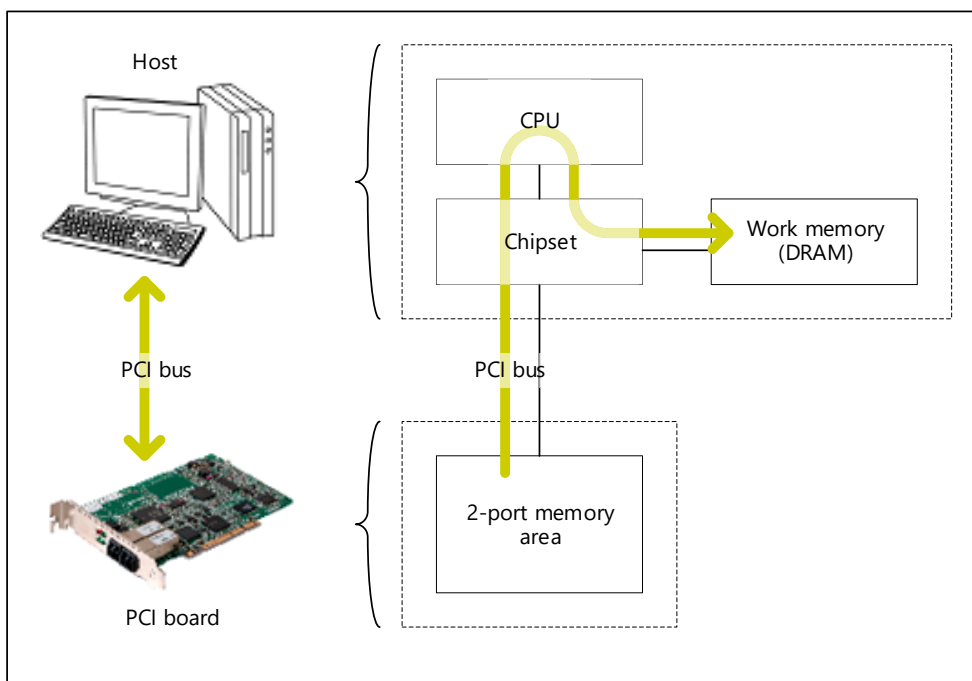 Host
CPU
Chipset
Work memory
(DRAM)
PCI bus
PCI bus
2-port memory
area
PCI board